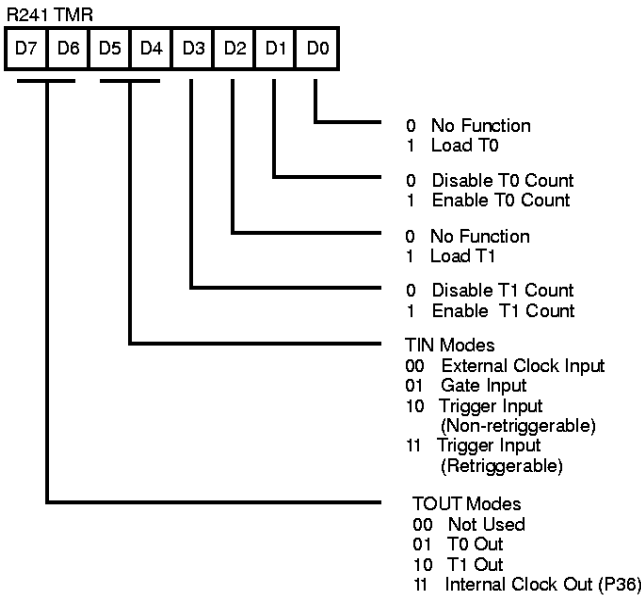 R241 TMR
D7 D6 D5 D4 D3 D2 D1 D0
0 No Function
1 Load T0
0 Disable T0 Count
1 Enable T0 Count
0 No Function
1 Load T1
0 Disable T1 Count
1 Enable T1 Count
TIN Modes
00 External Clock Input
01 Gate Input
10 Trigger Input
(Non-retriggerable)
11 Trigger Input
(Retriggerable)
TOUT Modes
00 Not Used
01 T0 Out
10 T1 Out
11 Internal Clock Out (P36)